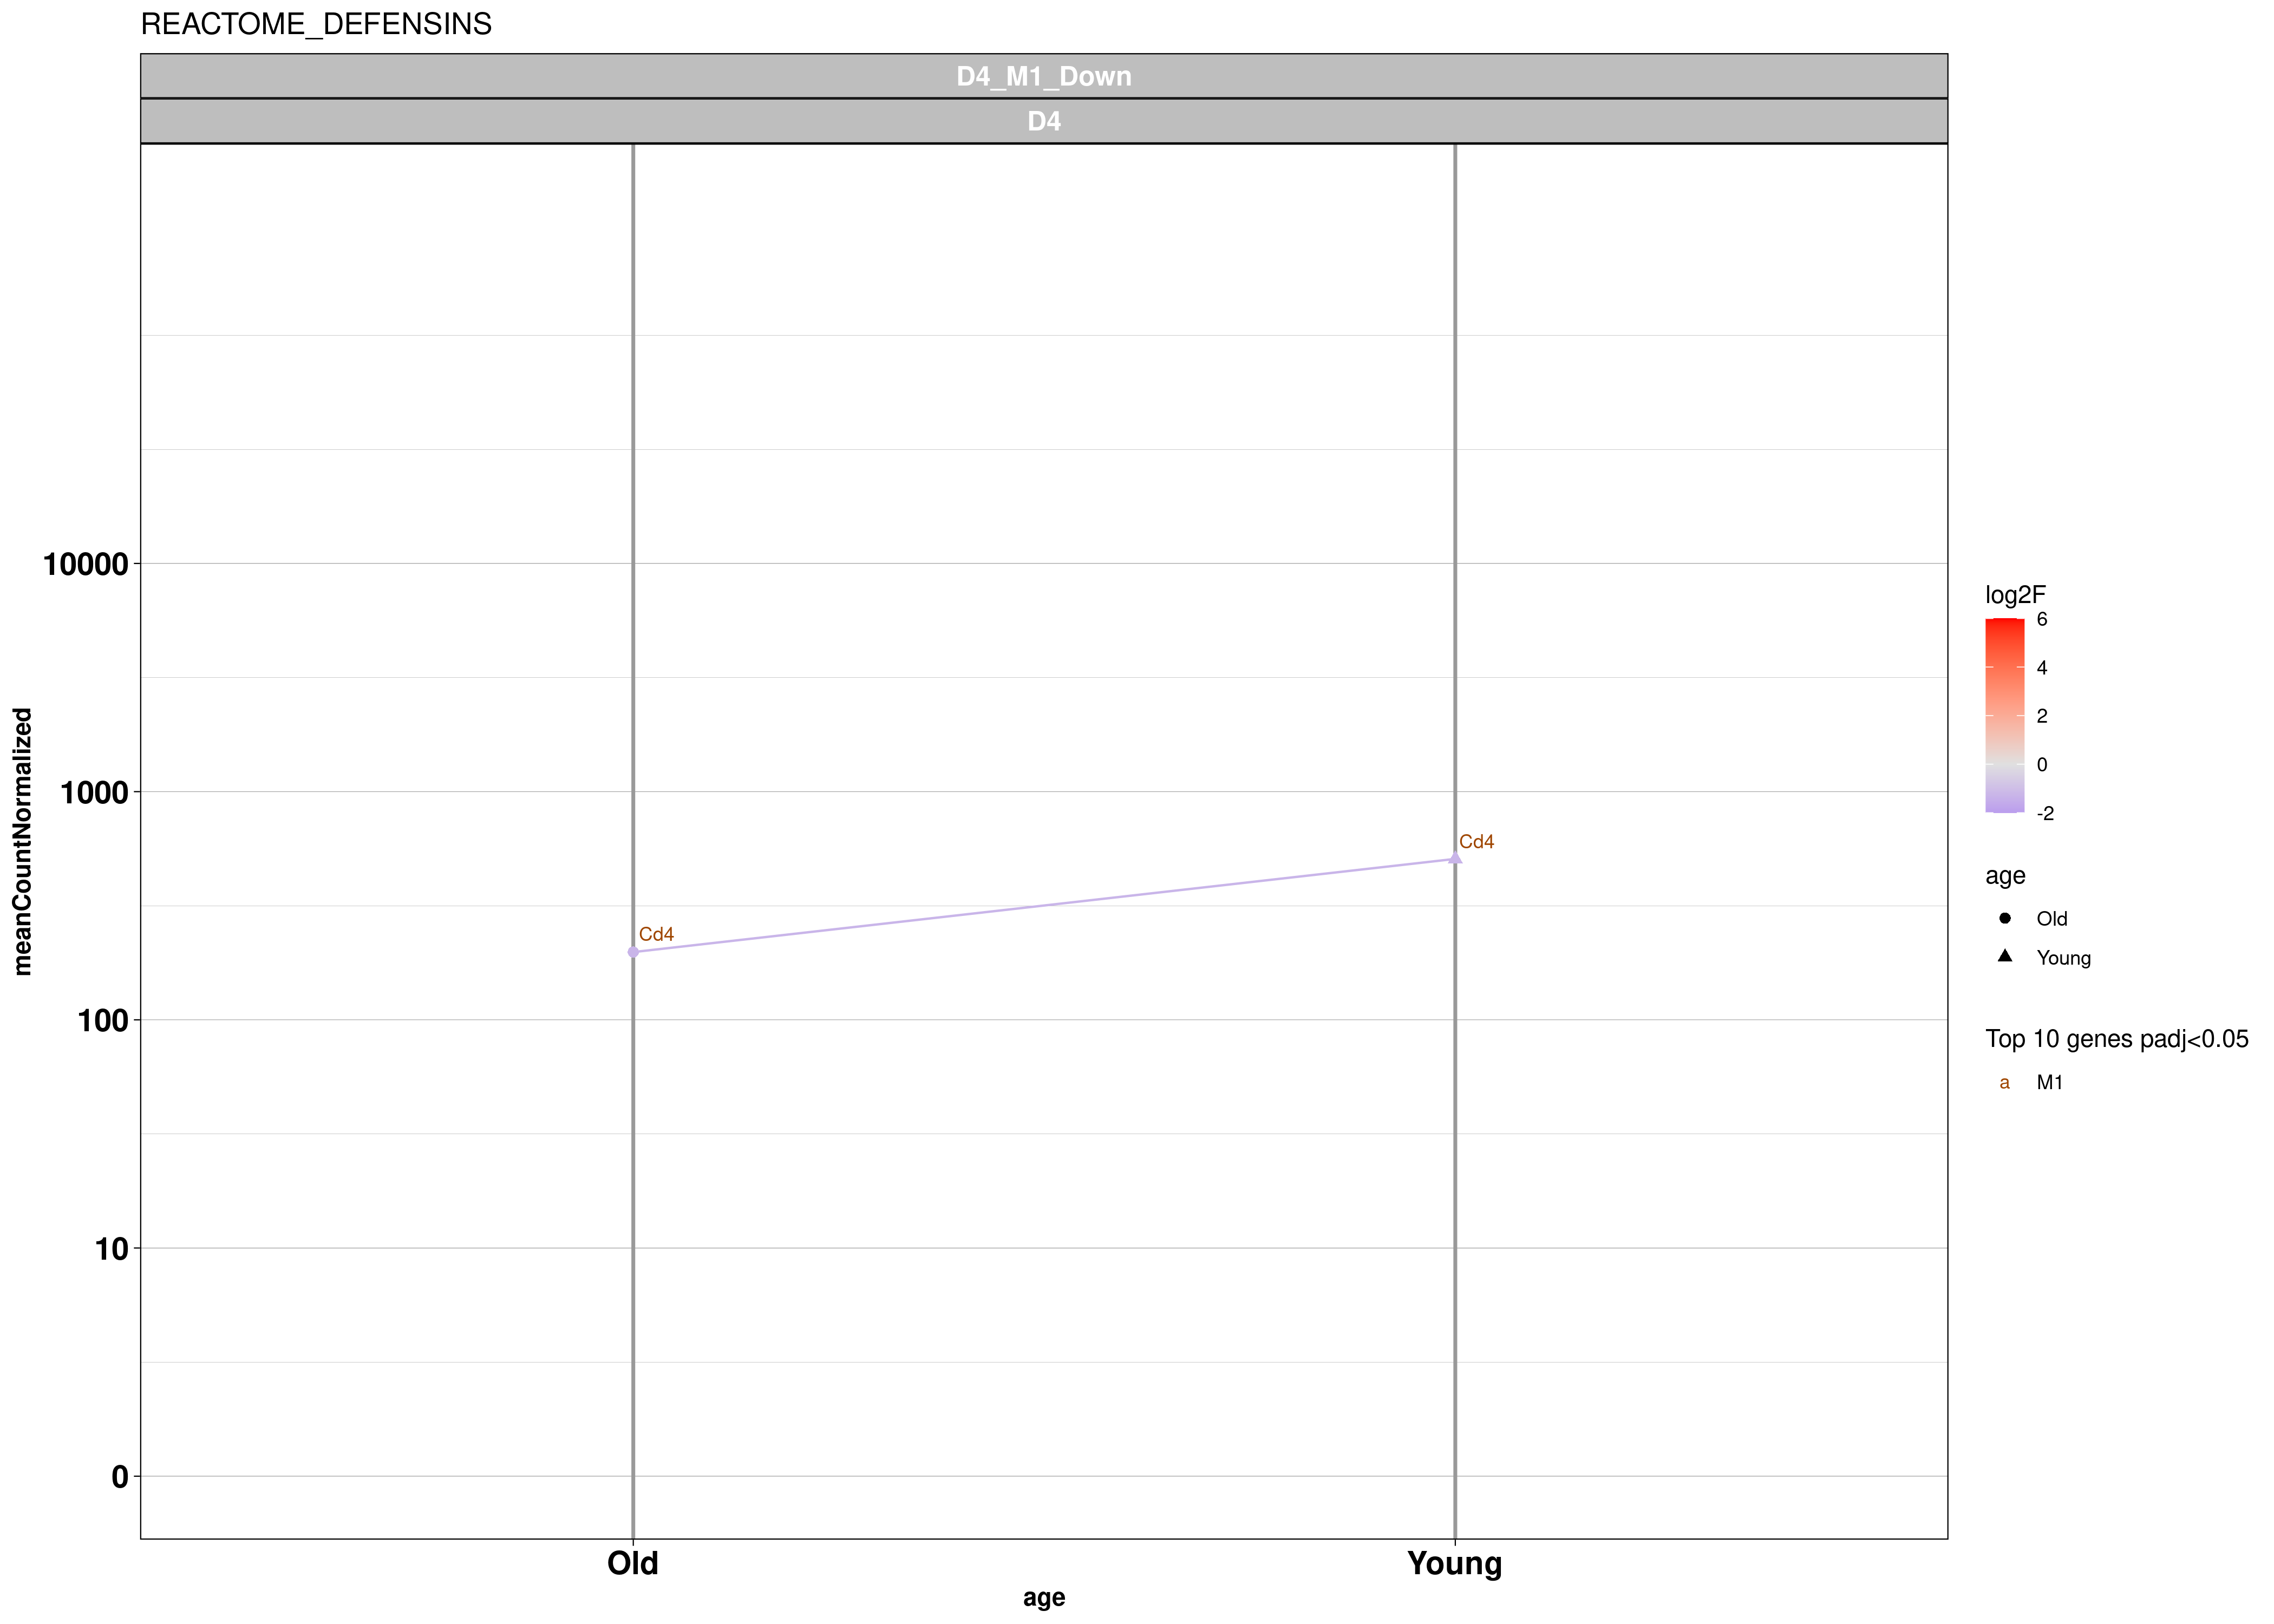 REACTOME_DEFENSINS
D4_M1_Down
D4
10000
1000
100
10
0
meanCountNormalized
Cd4
Cd4
Old
Young
age
log2F
6
4
2
0
-2
age
Old
Young
Top 10 genes padj<0.05
a M1